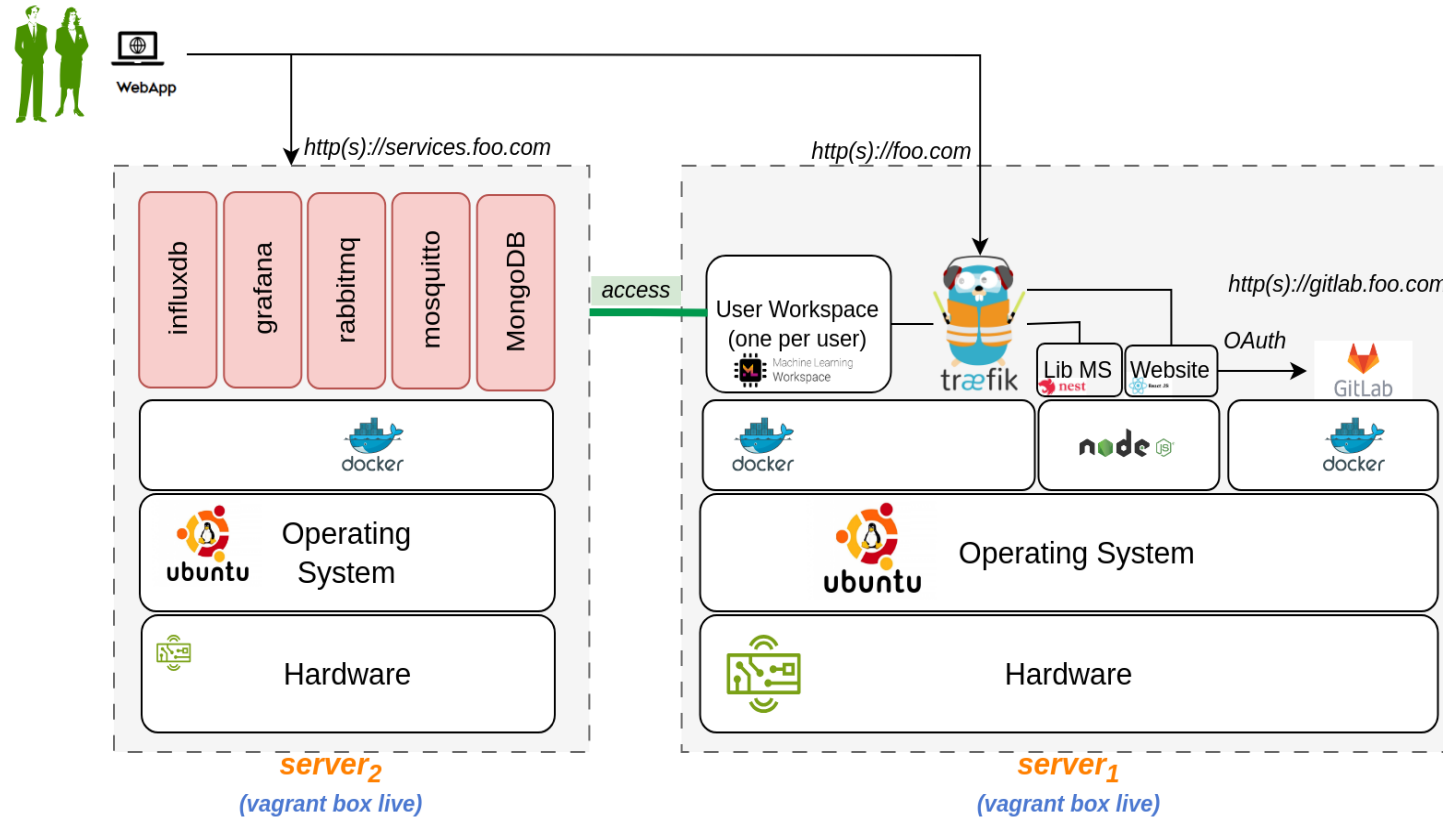 WebApp
http(s)://services.foo.com
http(s)://foo.com
influxdb
grafana
rabbitmq
mosquitto
MongoDB
access
User Workspace
(one per user)
Machine Learning
Workspace
træfik
http(s)://gitlab.foo.com
OAuth
Lib MS
nest
Website
React JS
GitLab
docker
docker
node
JS
docker
ubuntu
Operating
System
ubuntu
Operating System
Hardware
Hardware
server2
(vagrant box live)
server1
(vagrant box live)